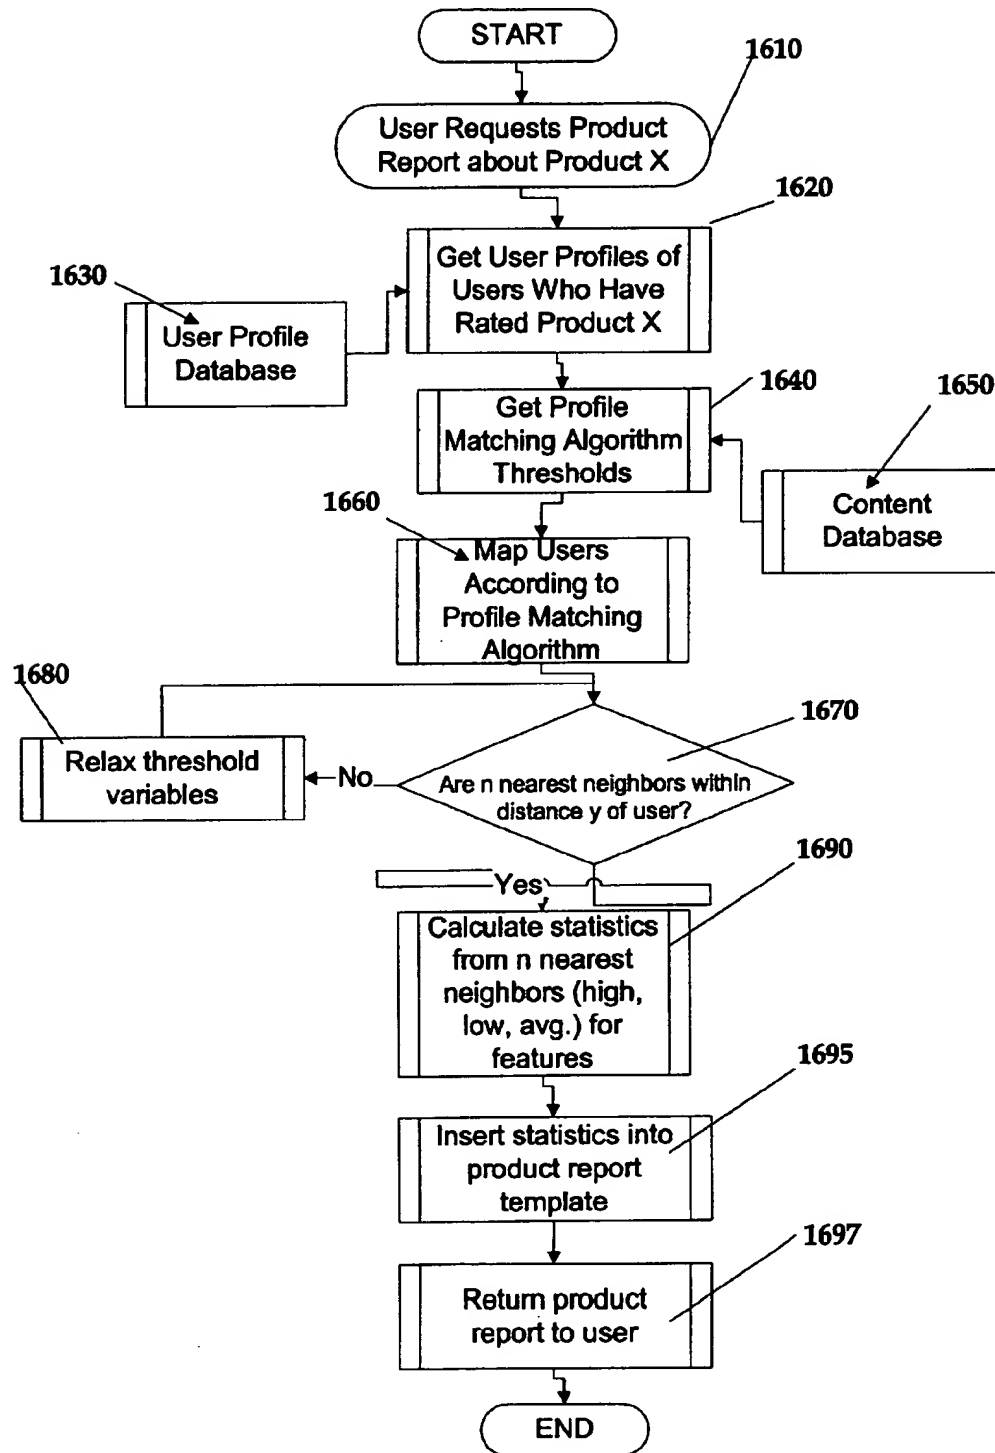 START
1610
User Requests Product
Report about Product X
1620
Get User Profiles of
Users Who Have
Rated Product X
1630
User Profile
Database
1640
Get Profile
Matching Algorithm
Thresholds
1650
Content
Database
1660
Map Users
According to
Profile Matching
Algorithm
1680
Relax threshold
variables
No
1670
Are n nearest neighbors within
distance y of user?
1690
Yes
Calculate statistics
from n nearest
neighbors (high,
low, avg.) for
features
1695
Insert statistics into
product report
template
1697
Return product
report to user
END